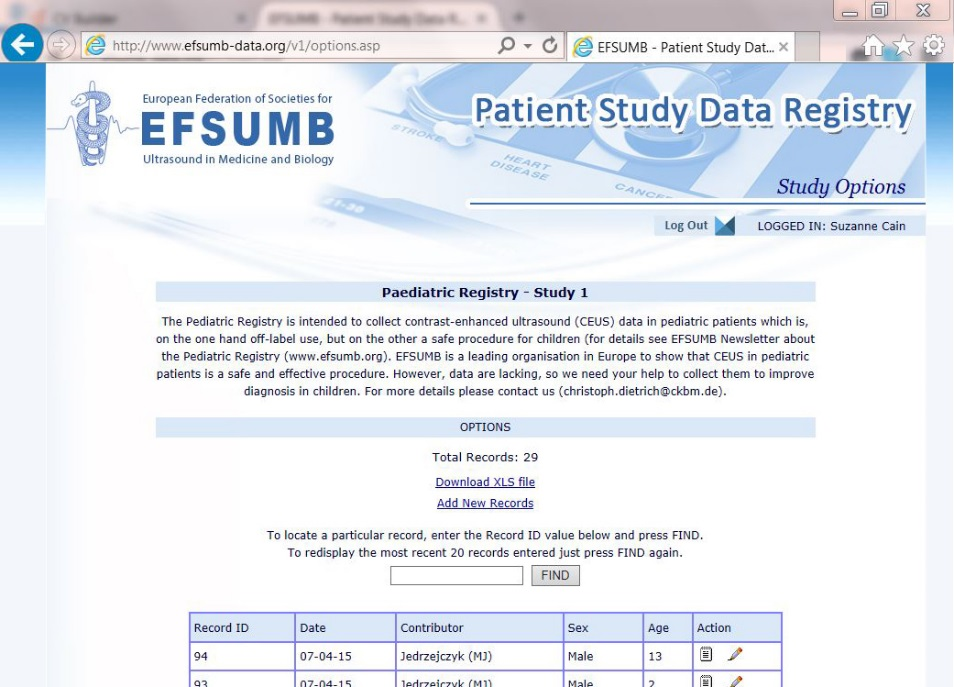 EFSUMB - Patient Study Data R...
http://www.efsumb-data.org/v1/options.asp
EFSUMB - Patient Study Dat...
European Federation of Societies for
EFSUMB
Ultrasound in Medicine and Biology
Patient Study Data Registry
STROKE
HEART
DISEASE
CANCER
Study Options
Log Out
LOGGED IN: Suzanne Cain
Paediatric Registry - Study 1
The Pediatric Registry is intended to collect contrast-enhanced ultrasound (CEUS) data in pediatric patients which is,
on the one hand off-label use, but on the other a safe procedure for children (for details see EFSUMB Newsletter about
the Pediatric Registry (www.efsumb.org). EFSUMB is a leading organisation in Europe to show that CEUS in pediatric
patients is a safe and effective procedure. However, data are lacking, so we need your help to collect them to improve
diagnosis in children. For more details please contact us (christoph.dietrich@ckbm.de).
OPTIONS
Total Records: 29
Download XLS file
Add New Records
To locate a particular record, enter the Record ID value below and press FIND.
To redisplay the most recent 20 records entered just press FIND again.
FIND
Record ID Date Contributor Sex Age Action
94 07-04-15 Jedrzejczyk (MJ) Male 13
93 07-04-15 Jedrzejczyk (MJ) Male 2